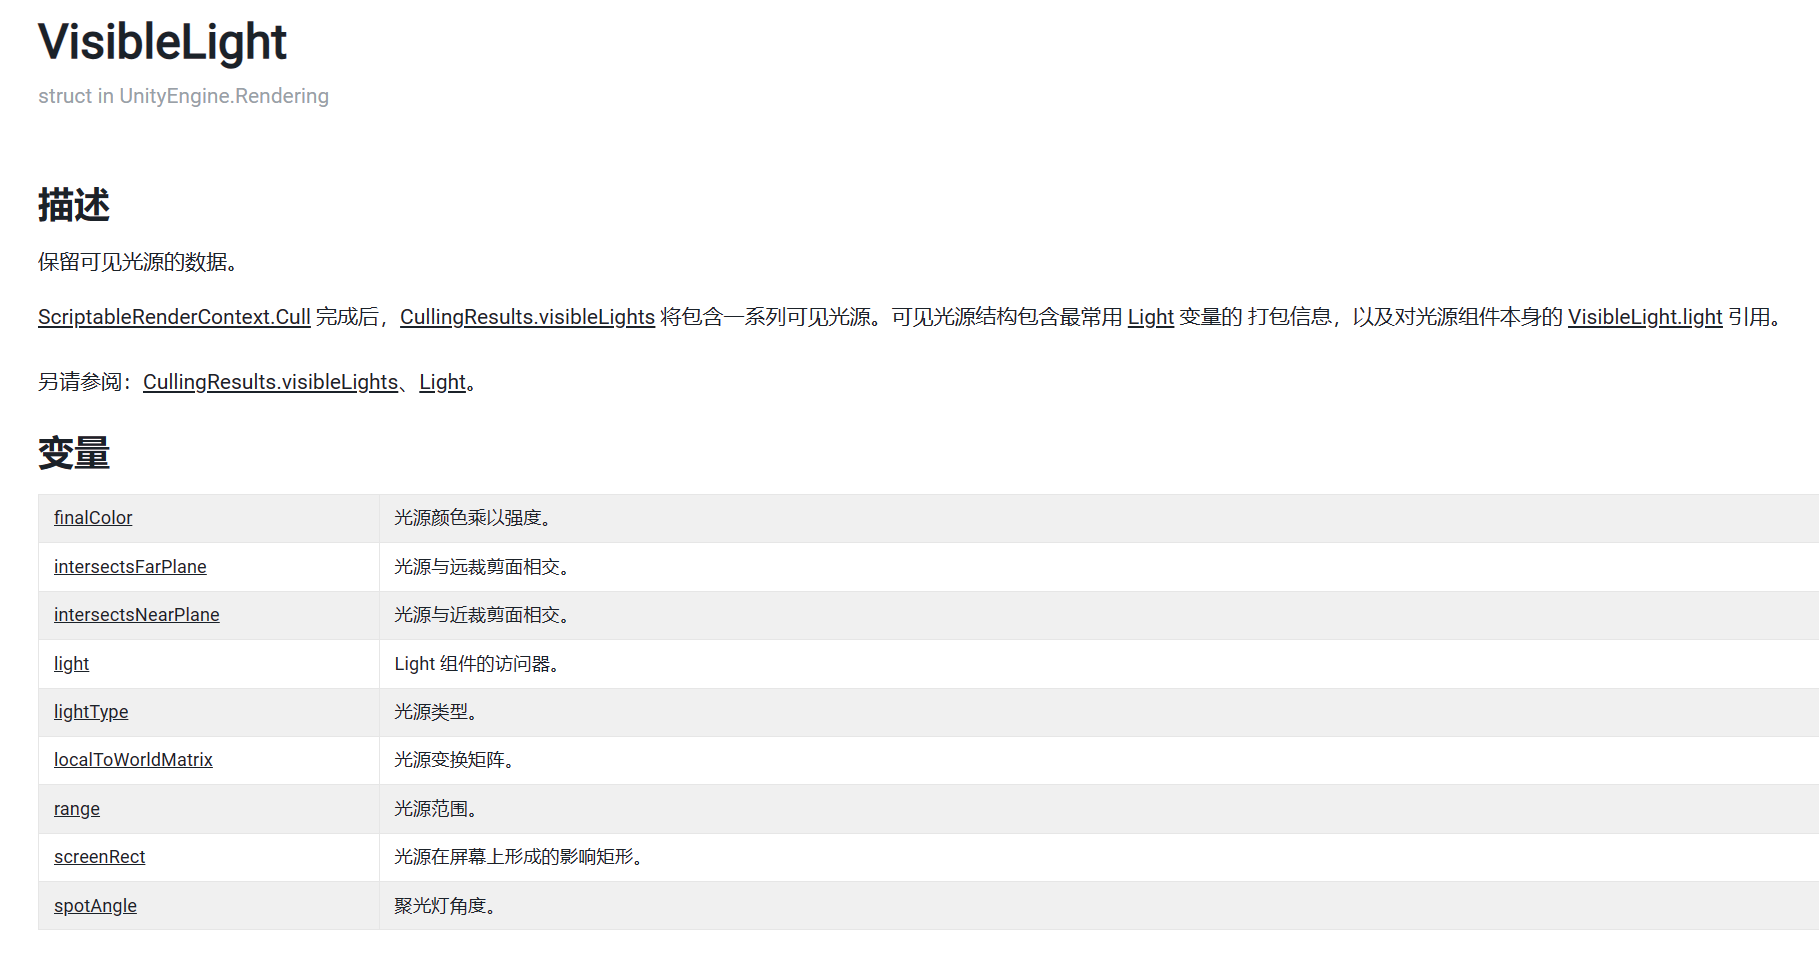 VisibleLight
struct in UnityEngine.Rendering
描述
保留可见光源的数据。
ScriptableRenderContext.Cull 完成后，CullingResults.visibleLights 将包含一系列可见光源。可见光源结构包含最常用 Light 变量的 打包信息，以及对光源组件本身的 VisibleLight.light 引用。
另请参阅：CullingResults.visibleLights、Light。
变量
finalColor 光源颜色乘以强度。
intersectsFarPlane 光源与远裁剪面相交。
intersectsNearPlane 光源与近裁剪面相交。
light Light 组件的访问器。
lightType 光源类型。
localToWorldMatrix 光源变换矩阵。
range 光源范围。
screenRect 光源在屏幕上形成的影响矩形。
spotAngle 聚光灯角度。